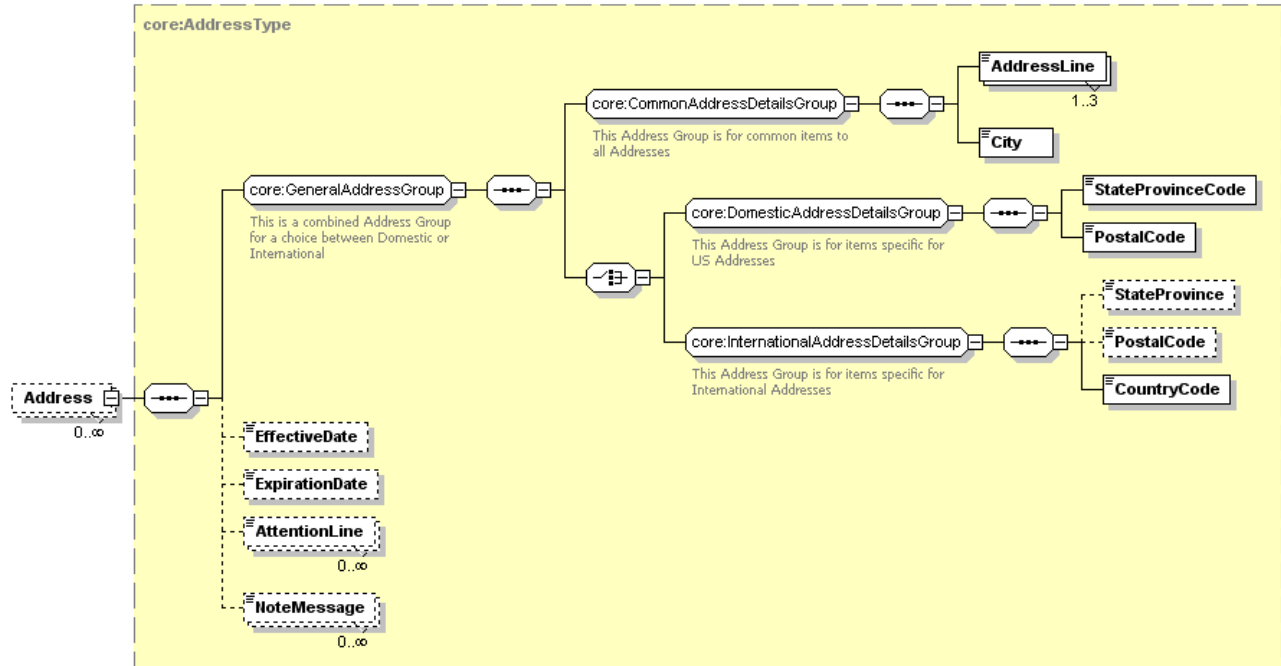 core:AddressType
AddressLine
1..3
core:CommonAddressDetailsGroup
This Address Group is for common items to
all Addresses
City
core:GeneralAddressGroup
This is a combined Address Group
for a choice between Domestic or
International
core:DomesticAddressDetailsGroup
This Address Group is for items specific for
US Addresses
StateProvinceCode
PostalCode
core:InternationalAddressDetailsGroup
This Address Group is for items specific for
International Addresses
StateProvince
PostalCode
CountryCode
Address
0..∞
EffectiveDate
ExpirationDate
AttentionLine
0..∞
NoteMessage
0..∞